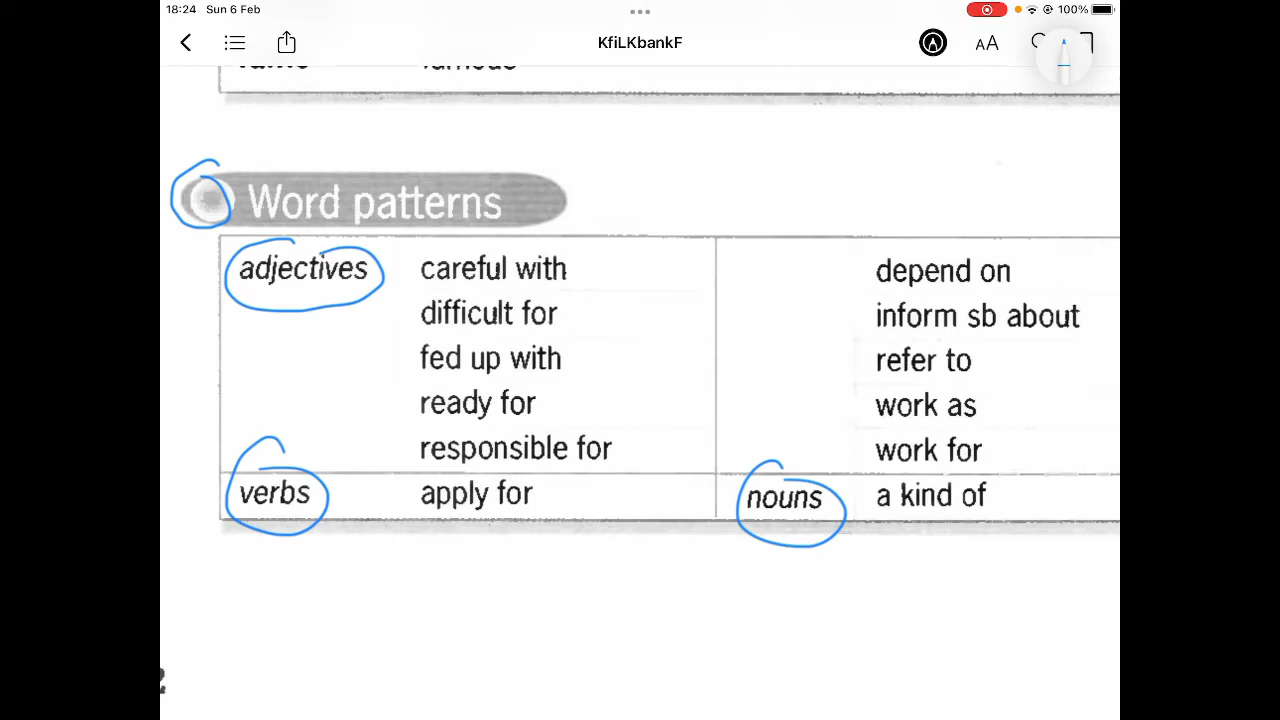 18:24 Sun 6 Feb
100%
KfiLKbankF
AA
famous
Word patterns
adjectives careful with
difficult for
fed up with
ready for
responsible for
verbs apply for
depend on
inform sb about
refer to
work as
work for
nouns a kind of